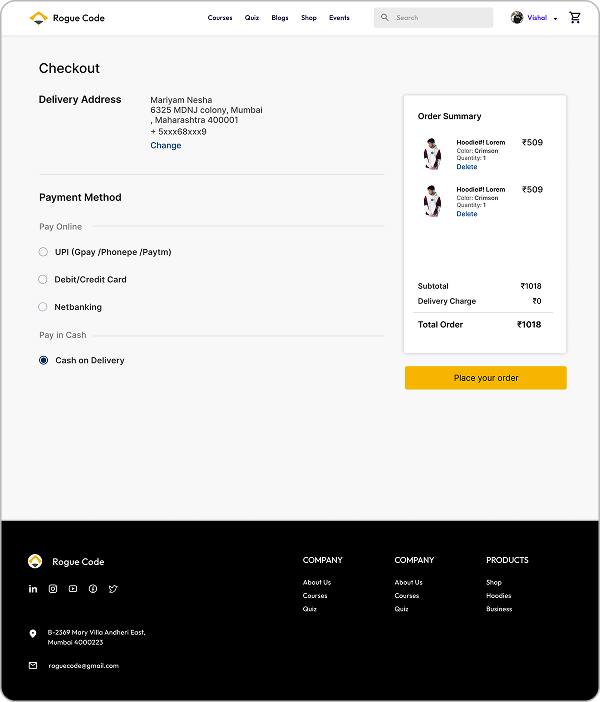 Rogue Code
Courses
Quiz
Blogs
Shop
Events
Search
Vishal
Checkout
Delivery Address
Mariyam Nesha
6325 MDNJ colony, Mumbai
, Maharashtra 400001
+ 5xxx68xxx9
Change
Payment Method
Pay Online
UPI (Gpay /Phonepe /Paytm)
Debit/Credit Card
Netbanking
Pay in Cash
Cash on Delivery
Order Summary
Hoodie#! Lorem ₹509
Color: Crimson
Quantity: 1
Delete
Hoodie#! Lorem ₹509
Color: Crimson
Quantity: 1
Delete
Subtotal ₹1018
Delivery Charge ₹0
Total Order ₹1018
Place your order
Rogue Code
B-2369 Mary Villa Andheri East,
Mumbai 4000223
roguecode@gmail.com
COMPANY
About Us
Courses
Quiz
COMPANY
About Us
Courses
Quiz
PRODUCTS
Shop
Hoodies
Business